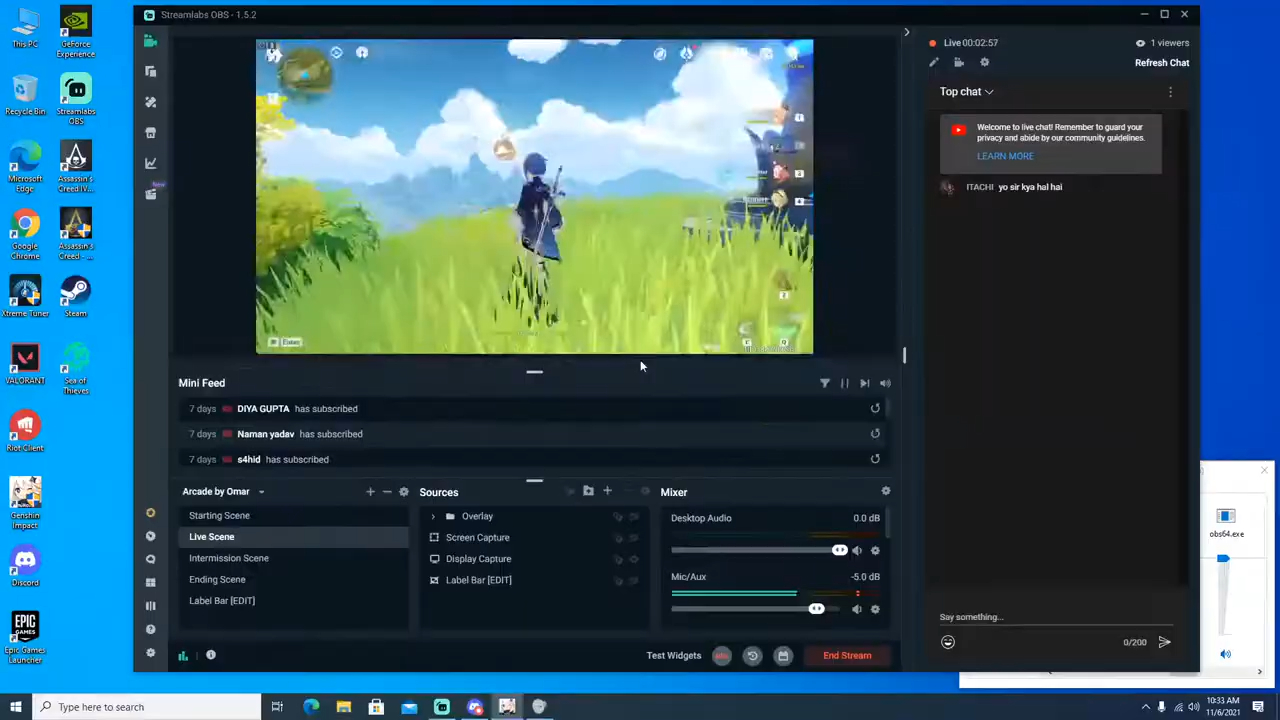 This PC
GeForce
Experience
Recycle Bin
Streamlabs
OBS
Microsoft
Edge
Assassin's
Creed IV...
Google
Chrome
Assassin's
Creed - ...
Xtreme Tuner
Steam
VALORANT
Sea of
Thieves
Riot Client
Genshin
Impact
Discord
Epic Games
Launcher
Streamlabs OBS - 1.5.2
New
Enter
Mini Feed
7 days DIYA GUPTA has subscribed
7 days Naman yadav has subscribed
7 days s4hid has subscribed
Arcade by Omar
Starting Scene
Live Scene
Intermission Scene
Ending Scene
Label Bar [EDIT]
Sources
Overlay
Screen Capture
Display Capture
Label Bar [EDIT]
Mixer
Desktop Audio 0.0 dB
Mic/Aux -5.0 dB
Test Widgets
End Stream
Live 00:02:57
1 viewers
Refresh Chat
Top chat
Welcome to live chat! Remember to guard your
privacy and abide by our community guidelines.
LEARN MORE
ITACHI yo sir kya hal hai
Say something...
0/200
obs64.exe
Type here to search
10:33 AM
11/6/2021